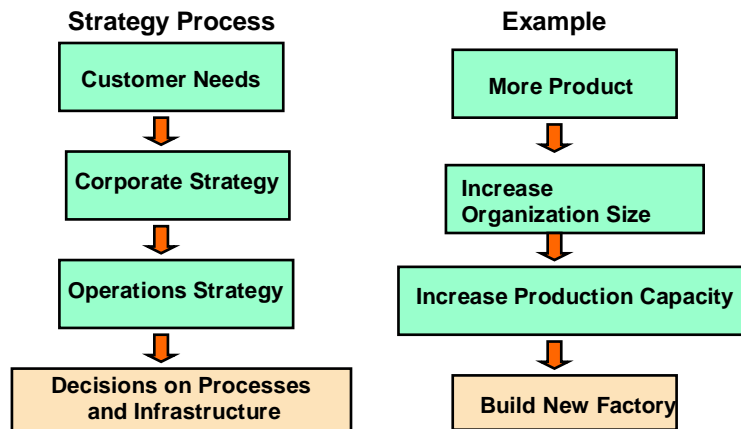 Strategy Process
Customer Needs
Corporate Strategy
Operations Strategy
Decisions on Processes
and Infrastructure
Example
More Product
Increase
Organization Size
Increase Production Capacity
Build New Factory